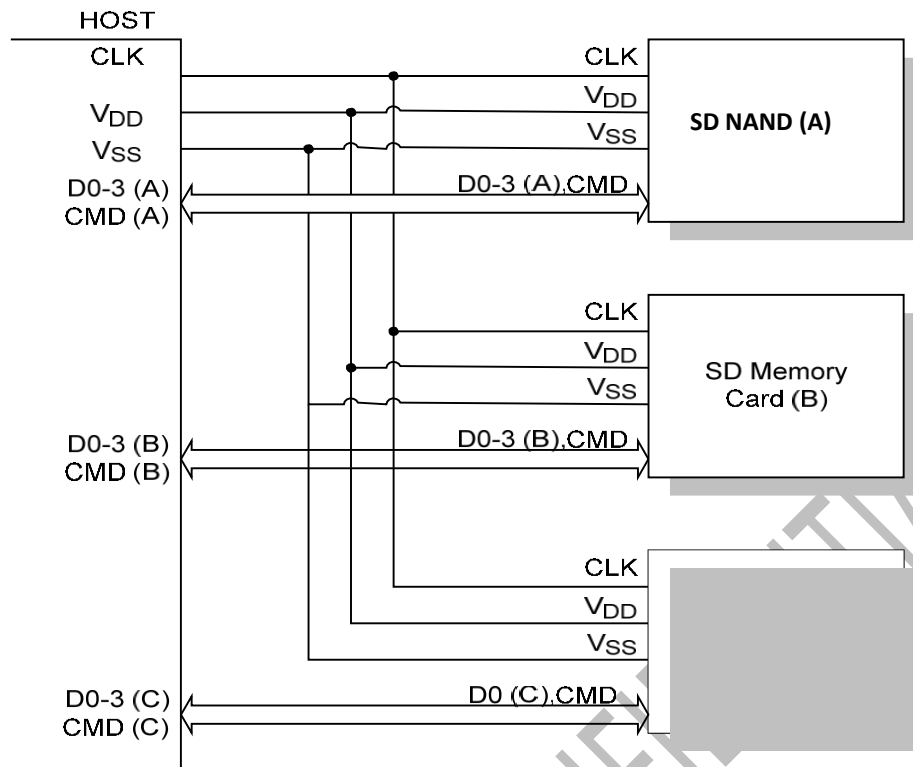 HOST
CLK
VDD
VSS
D0-3 (A)
CMD (A)
CLK
VDD
VSS
D0-3 (A),CMD
SD NAND (A)
CLK
VDD
VSS
D0-3 (B),CMD
SD Memory
Card (B)
D0-3 (B)
CMD (B)
CLK
VDD
VSS
D0 (C),CMD
D0-3 (C)
CMD (C)